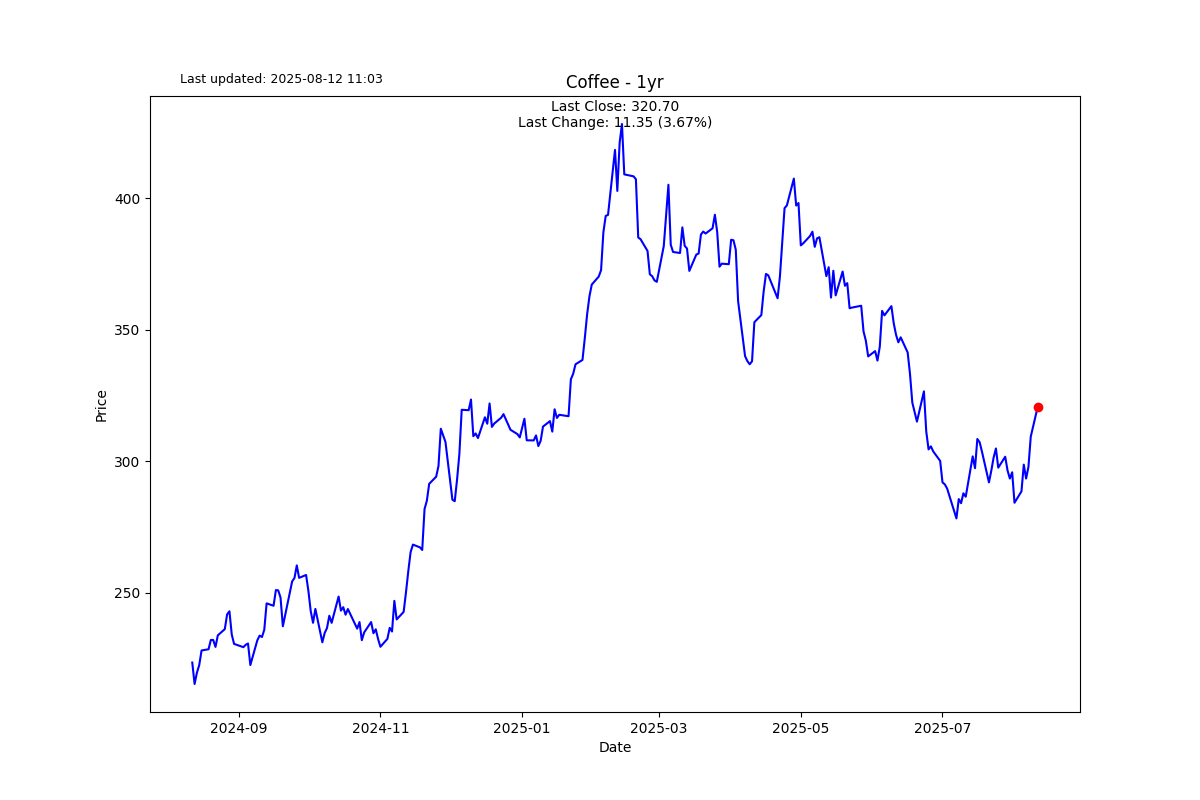 Last updated: 2025-08-12 11:03
Coffee - 1yr
Last Close: 320.70
Last Change: 11.35 (3.67%)
400
350
300
250
Price
2024-09 2024-11 2025-01 2025-03 2025-05 2025-07
Date